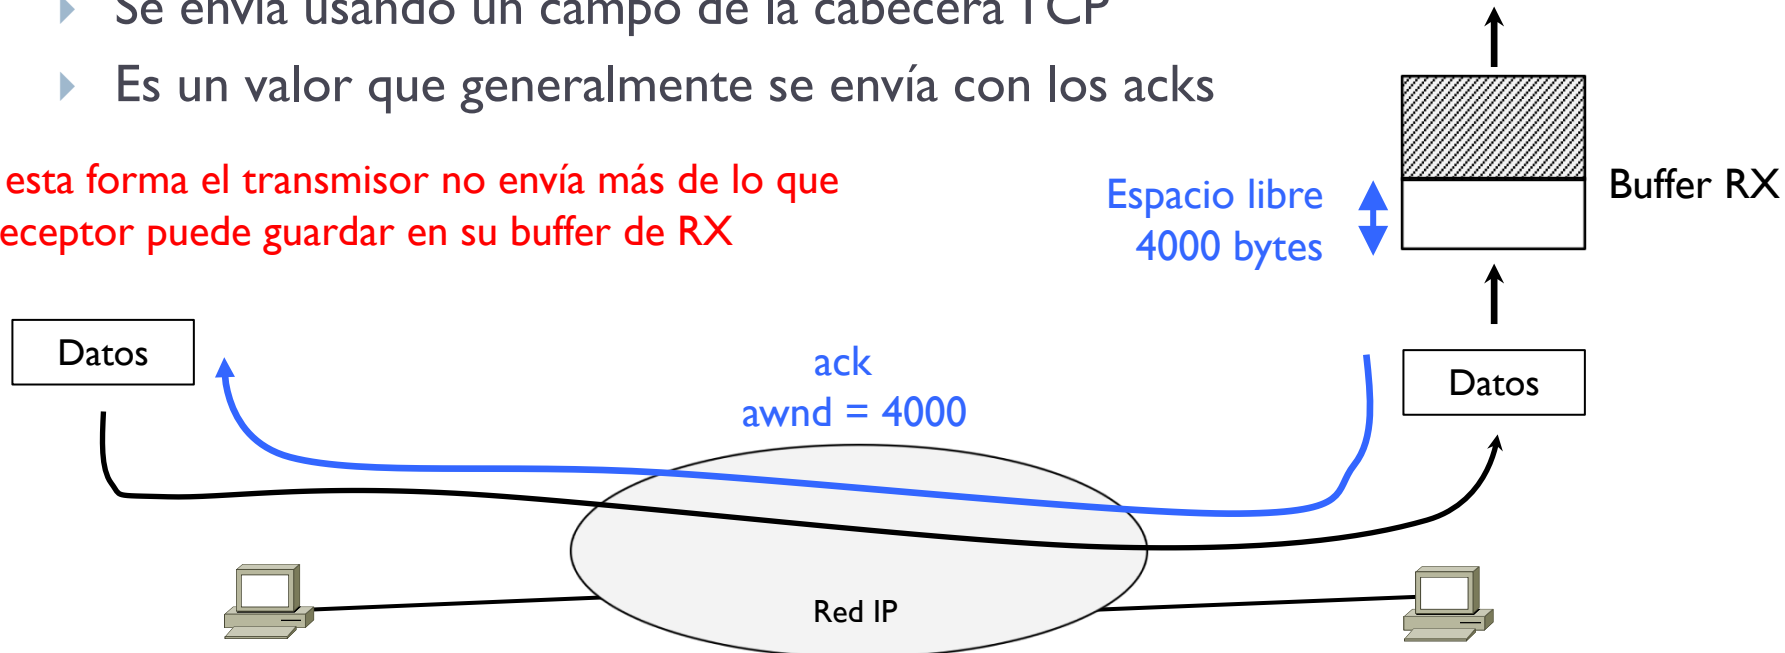 Se envía usando un campo de la cabecera TCP
Es un valor que generalmente se envía con los acks
esta forma el transmisor no envía más de lo que
eceptor puede guardar en su buffer de RX
Espacio libre
4000 bytes
Buffer RX
Datos
ack
awnd = 4000
Datos
Red IP